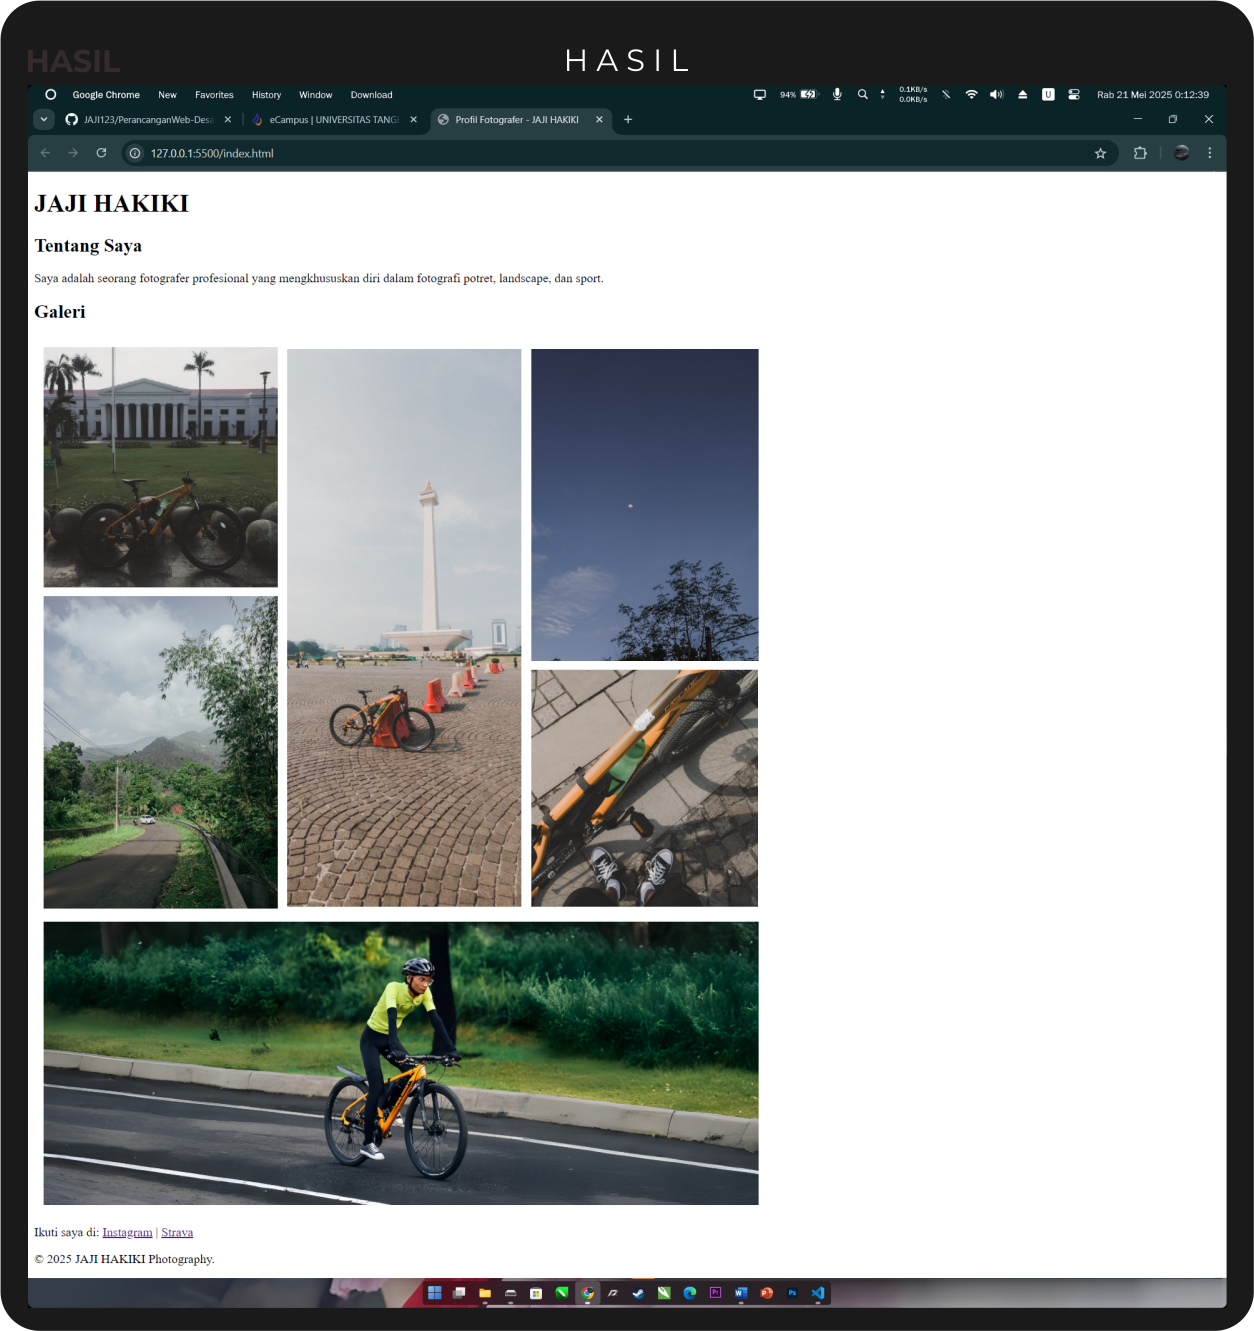 HASIL
HASIL
Google Chrome New Favorites History Window Download
94% 0.1KB/s 0.0KB/s U Rab 21 Mei 2025 0:12:39
JAJI123/PerancanganWeb-Desa
eCampus | UNIVERSITAS TANGE
Profil Fotografer - JAJI HAKIKI
127.0.0.1:5500/index.html
JAJI HAKIKI
Tentang Saya
Saya adalah seorang fotografer profesional yang mengkhususkan diri dalam fotografi potret, landscape, dan sport.
Galeri
Ikuti saya di: Instagram | Strava
© 2025 JAJI HAKIKI Photography.
Pr W P Ps